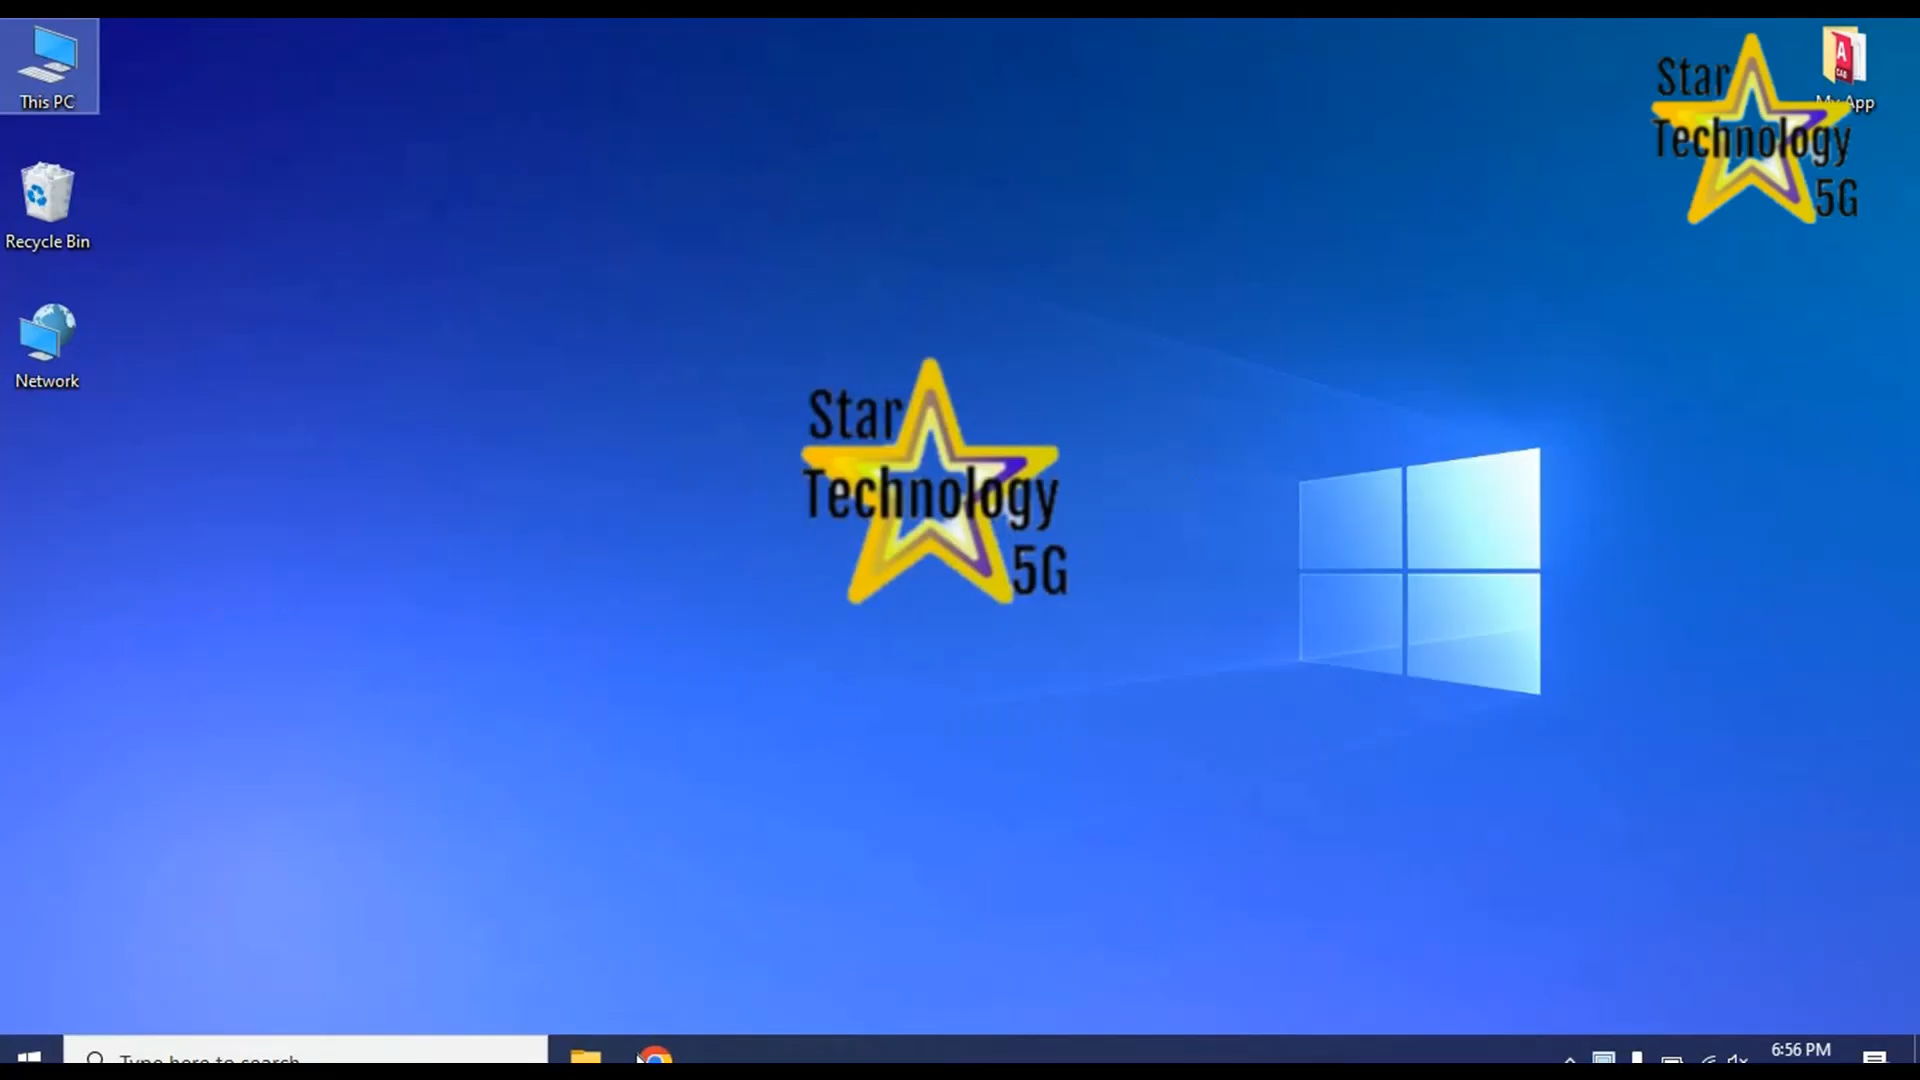 This PC
Recycle Bin
Network
Star
Technology
5G
My App
Star
Technology
5G
Type here to search
6:56 PM